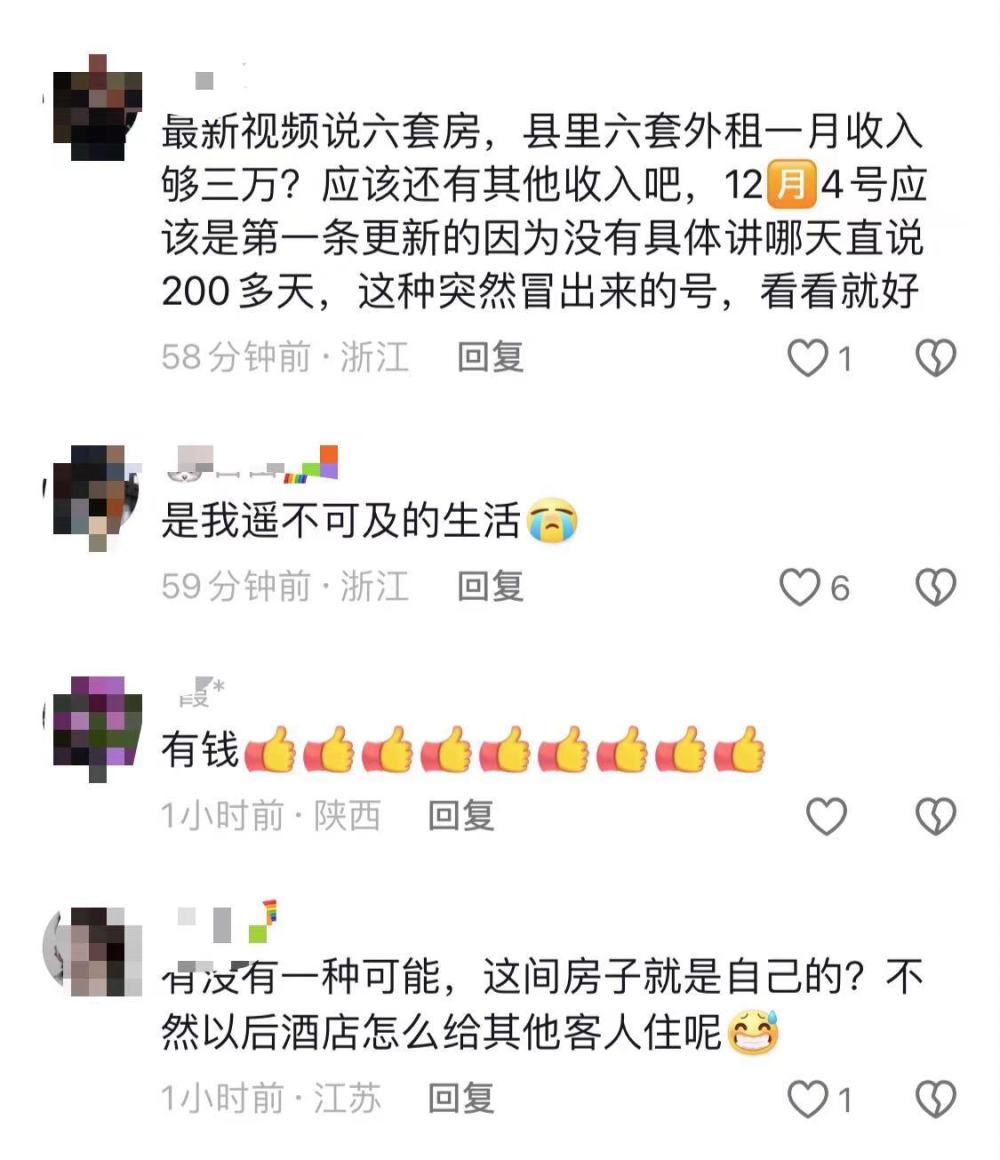 最新视频说六套房，县里六套外租一月收入
够三万？应该还有其他收入吧，12🈷️4号应
该是第一条更新的因为没有具体讲哪天直说
200多天，这种突然冒出来的号，看看就好
58分钟前·浙江 回复 1
是我遥不可及的生活😭
59分钟前·浙江 回复 6
霞*
有钱👍👍👍👍👍👍👍👍👍
1小时前·陕西 回复
有没有一种可能，这间房子就是自己的？不
然以后酒店怎么给其他客人住呢😅
1小时前·江苏 回复 1